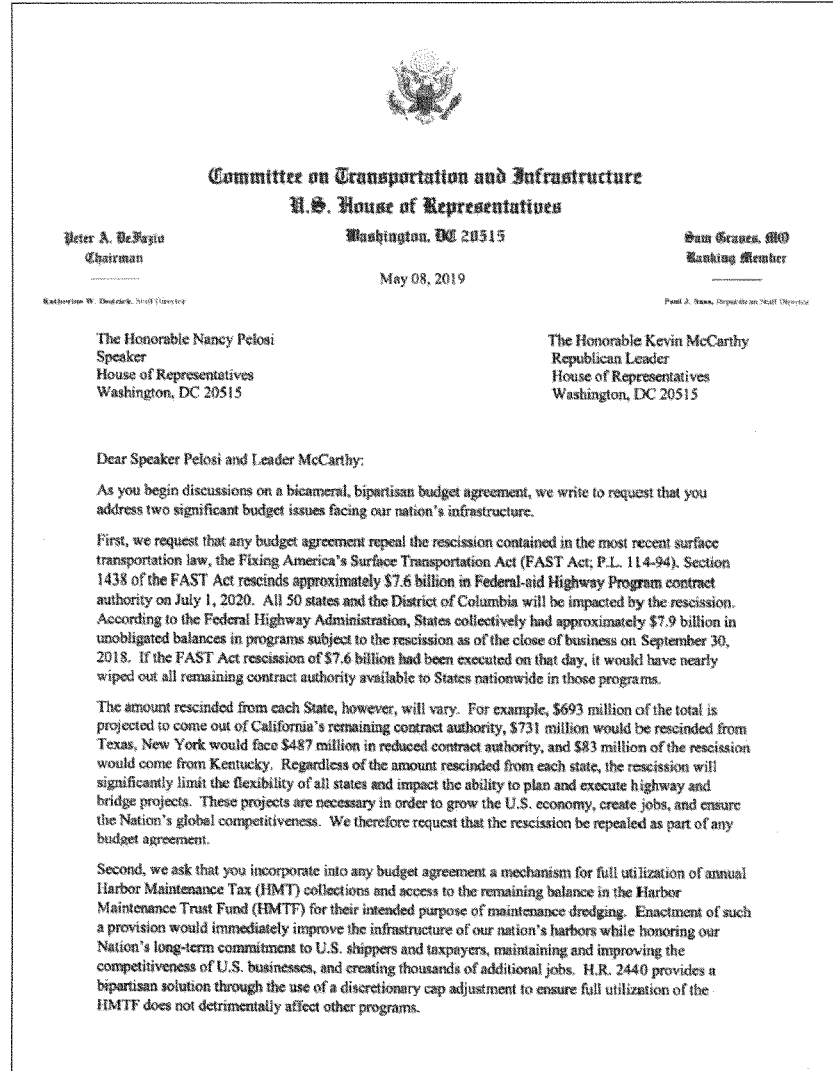 Committee on Transportation and Infrastructure
U.S. House of Representatives
Washington, DC 20515
Peter A. DeFazio
Chairman
Sam Graves, MO
Ranking Member
May 08, 2019
Katherine W. Dedrick, Staff Director
Paul J. Sass, Republican Staff Director
The Honorable Nancy Pelosi
Speaker
House of Representatives
Washington, DC 20515
The Honorable Kevin McCarthy
Republican Leader
House of Representatives
Washington, DC 20515
Dear Speaker Pelosi and Leader McCarthy:
As you begin discussions on a bicameral, bipartisan budget agreement, we write to request that you
address two significant budget issues facing our nation's infrastructure.
First, we request that any budget agreement repeal the rescission contained in the most recent surface
transportation law, the Fixing America's Surface Transportation Act (FAST Act; P.L. 114-94). Section
1438 of the FAST Act rescinds approximately $7.6 billion in Federal-aid Highway Program contract
authority on July 1, 2020. All 50 states and the District of Columbia will be impacted by the rescission.
According to the Federal Highway Administration, States collectively had approximately $7.9 billion in
unobligated balances in programs subject to the rescission as of the close of business on September 30,
2018. If the FAST Act rescission of $7.6 billion had been executed on that day, it would have nearly
wiped out all remaining contract authority available to States nationwide in those programs.
The amount rescinded from each State, however, will vary. For example, $693 million of the total is
projected to come out of California's remaining contract authority, $731 million would be rescinded from
Texas, New York would face $487 million in reduced contract authority, and $83 million of the rescission
would come from Kentucky. Regardless of the amount rescinded from each state, the rescission will
significantly limit the flexibility of all states and impact the ability to plan and execute highway and
bridge projects. These projects are necessary in order to grow the U.S. economy, create jobs, and ensure
the Nation's global competitiveness. We therefore request that the rescission be repealed as part of any
budget agreement.
Second, we ask that you incorporate into any budget agreement a mechanism for full utilization of annual
Harbor Maintenance Tax (HMT) collections and access to the remaining balance in the Harbor
Maintenance Trust Fund (HMTF) for their intended purpose of maintenance dredging. Enactment of such
a provision would immediately improve the infrastructure of our nation's harbors while honoring our
Nation's long-term commitment to U.S. shippers and taxpayers, maintaining and improving the
competitiveness of U.S. businesses, and creating thousands of additional jobs. H.R. 2440 provides a
bipartisan solution through the use of a discretionary cap adjustment to ensure full utilization of the
HMTF does not detrimentally affect other programs.